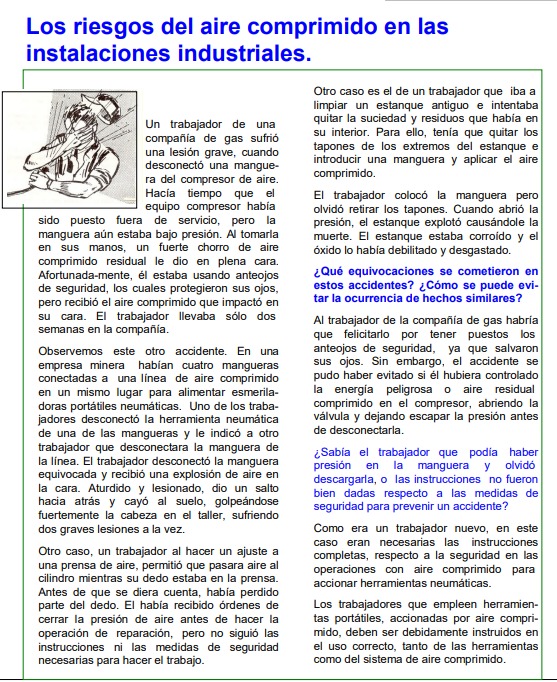 Los riesgos del aire comprimido en las
instalaciones industriales.
Un trabajador de una
compañía de gas sufrió
una lesión grave, cuando
desconectó una mangue-
ra del compresor de aire.
Hacía tiempo que el
equipo compresor había
sido puesto fuera de servicio, pero la
manguera aún estaba bajo presión. Al tomarla
en sus manos, un fuerte chorro de aire
comprimido residual le dio en plena cara.
Afortunada-mente, él estaba usando anteojos
de seguridad, los cuales protegieron sus ojos,
pero recibió el aire comprimido que impactó en
su cara. El trabajador llevaba sólo dos
semanas en la compañía.
Observemos este otro accidente. En una
empresa minera habían cuatro mangueras
conectadas a una línea de aire comprimido
en un mismo lugar para alimentar esmerila-
doras portátiles neumáticas. Uno de los traba-
jadores desconectó la herramienta neumática
de una de las mangueras y le indicó a otro
trabajador que desconectara la manguera de
la línea. El trabajador desconectó la manguera
equivocada y recibió una explosión de aire en
la cara. Aturdido y lesionado, dio un salto
hacia atrás y cayó al suelo, golpeándose
fuertemente la cabeza en el taller, sufriendo
dos graves lesiones a la vez.
Otro caso, un trabajador al hacer un ajuste a
una prensa de aire, permitió que pasara aire al
cilindro mientras su dedo estaba en la prensa.
Antes de que se diera cuenta, había perdido
parte del dedo. El había recibido órdenes de
cerrar la presión de aire antes de hacer la
operación de reparación, pero no siguió las
instrucciones ni las medidas de seguridad
necesarias para hacer el trabajo.
Otro caso es el de un trabajador que iba a
limpiar un estanque antiguo e intentaba
quitar la suciedad y residuos que había en
su interior. Para ello, tenía que quitar los
tapones de los extremos del estanque e
introducir una manguera y aplicar el aire
comprimido.
El trabajador colocó la manguera pero
olvidó retirar los tapones. Cuando abrió la
presión, el estanque explotó causándole la
muerte. El estanque estaba corroído y el
óxido lo había debilitado y desgastado.
¿Qué equivocaciones se cometieron en
estos accidentes? ¿Cómo se puede evi-
tar la ocurrencia de hechos similares?
Al trabajador de la compañía de gas habría
que felicitarlo por tener puestos los
anteojos de seguridad, ya que salvaron
sus ojos. Sin embargo, el accidente se
pudo haber evitado si él hubiera controlado
la energía peligrosa o aire residual
comprimido en el compresor, abriendo la
válvula y dejando escapar la presión antes
de desconectarla.
¿Sabía el trabajador que podía haber
presión en la manguera y olvidó
descargarla, o las instrucciones no fueron
bien dadas respecto a las medidas de
seguridad para prevenir un accidente?
Como era un trabajador nuevo, en este
caso eran necesarias las instrucciones
completas, respecto a la seguridad en las
operaciones con aire comprimido para
accionar herramientas neumáticas.
Los trabajadores que empleen herramien-
tas portátiles, accionadas por aire compri-
mido, deben ser debidamente instruidos en
el uso correcto, tanto de las herramientas
como del sistema de aire comprimido.